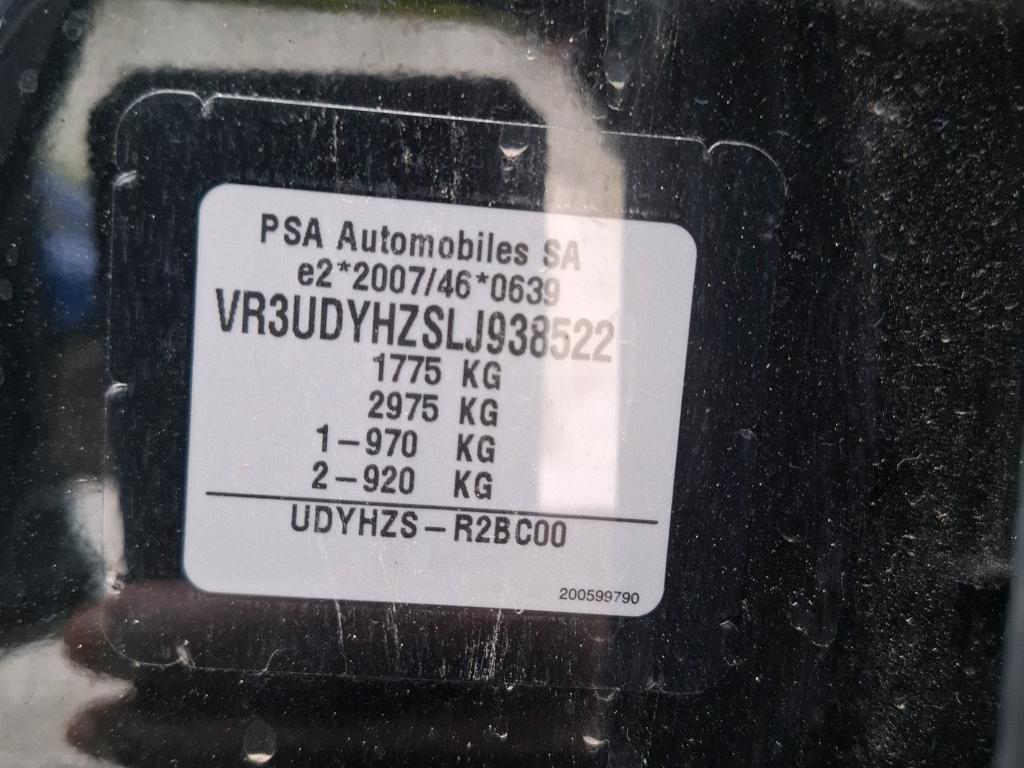 PSA Automobiles SA
e2*2007/46*0639
VR3UDYHZSLJ938522
1775 KG
2975 KG
1-970 KG
2-920 KG
UDYHZS-R2BC00
200599790